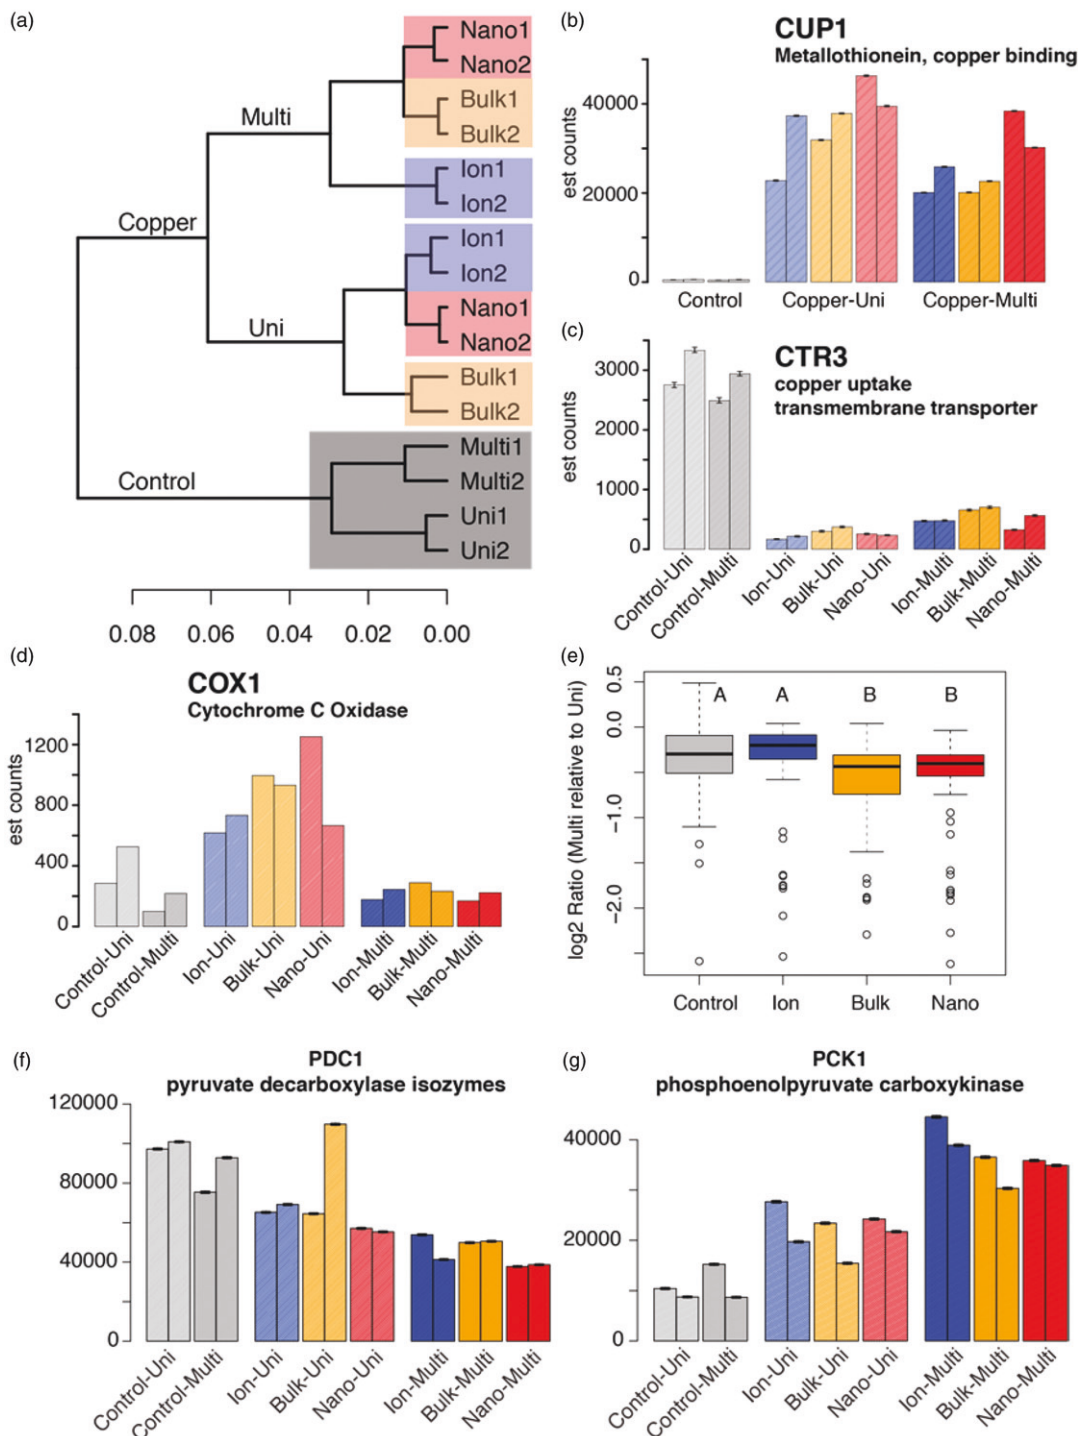 (a)
Nano1
Nano2
Bulk1
Bulk2
Multi
Ion1
Ion2
Copper
Ion1
Ion2
Nano1
Nano2
Uni
Bulk1
Bulk2
Multi1
Multi2
Control
Uni1
Uni2
0.08 0.06 0.04 0.02 0.00
(b)
CUP1
Metallothionein, copper binding
est counts
40000
20000
0
Control Copper-Uni Copper-Multi
(c)
CTR3
copper uptake
transmembrane transporter
est counts
3000
2000
1000
0
Control-Uni
Control-Multi
Ion-Uni
Bulk-Uni
Nano-Uni
Ion-Multi
Bulk-Multi
Nano-Multi
(d)
COX1
Cytochrome C Oxidase
est counts
1200
800
400
0
Control-Uni
Control-Multi
Ion-Uni
Bulk-Uni
Nano-Uni
Ion-Multi
Bulk-Multi
Nano-Multi
(e)
log2 Ratio (Multi relative to Uni)
0.5
0.0
−1.0
−2.0
A A B B
Control Ion Bulk Nano
(f)
PDC1
pyruvate decarboxylase isozymes
120000
80000
40000
0
Control-Uni
Control-Multi
Ion-Uni
Bulk-Uni
Nano-Uni
Ion-Multi
Bulk-Multi
Nano-Multi
(g)
PCK1
phosphoenolpyruvate carboxykinase
40000
20000
0
Control-Uni
Control-Multi
Ion-Uni
Bulk-Uni
Nano-Uni
Ion-Multi
Bulk-Multi
Nano-Multi